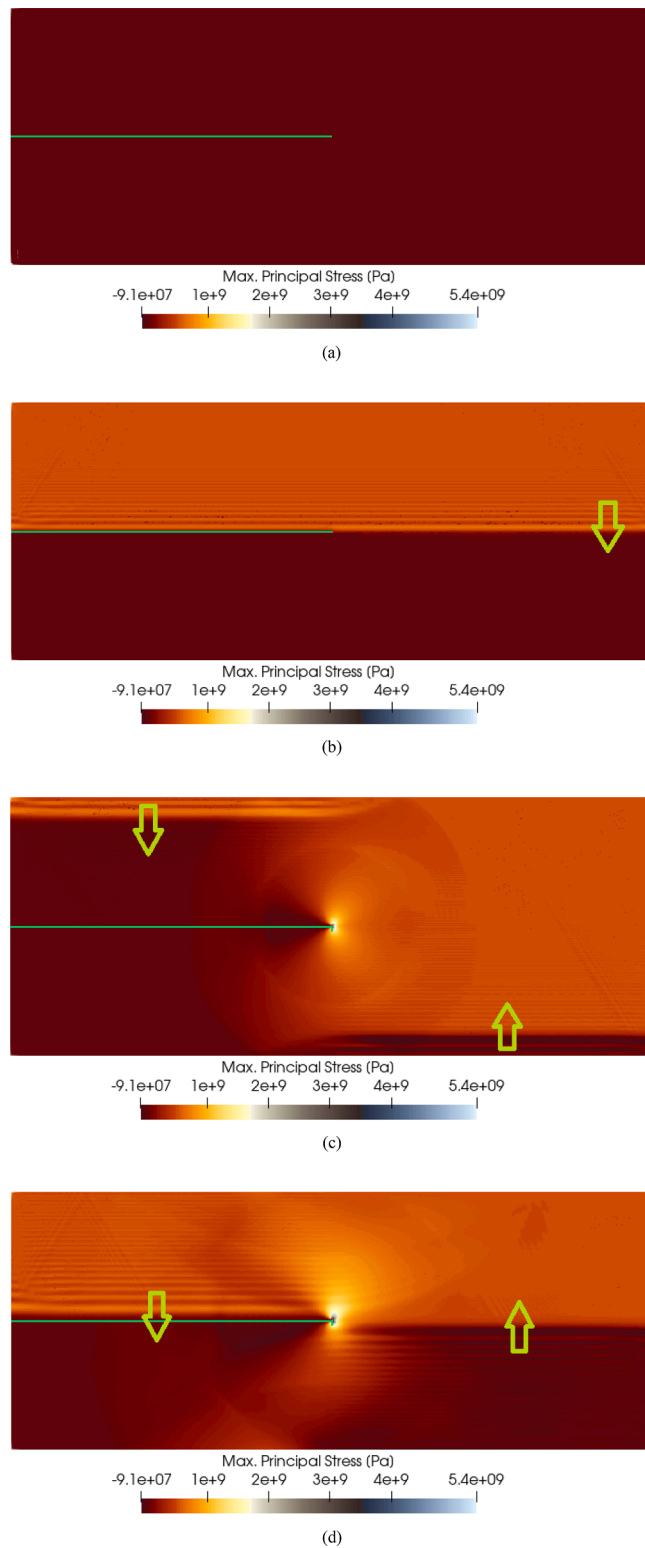 Max. Principal Stress (Pa)
-9.1e+07 1e+9 2e+9 3e+9 4e+9 5.4e+09
(a)
Max. Principal Stress (Pa)
-9.1e+07 1e+9 2e+9 3e+9 4e+9 5.4e+09
(b)
Max. Principal Stress (Pa)
-9.1e+07 1e+9 2e+9 3e+9 4e+9 5.4e+09
(c)
Max. Principal Stress (Pa)
-9.1e+07 1e+9 2e+9 3e+9 4e+9 5.4e+09
(d)